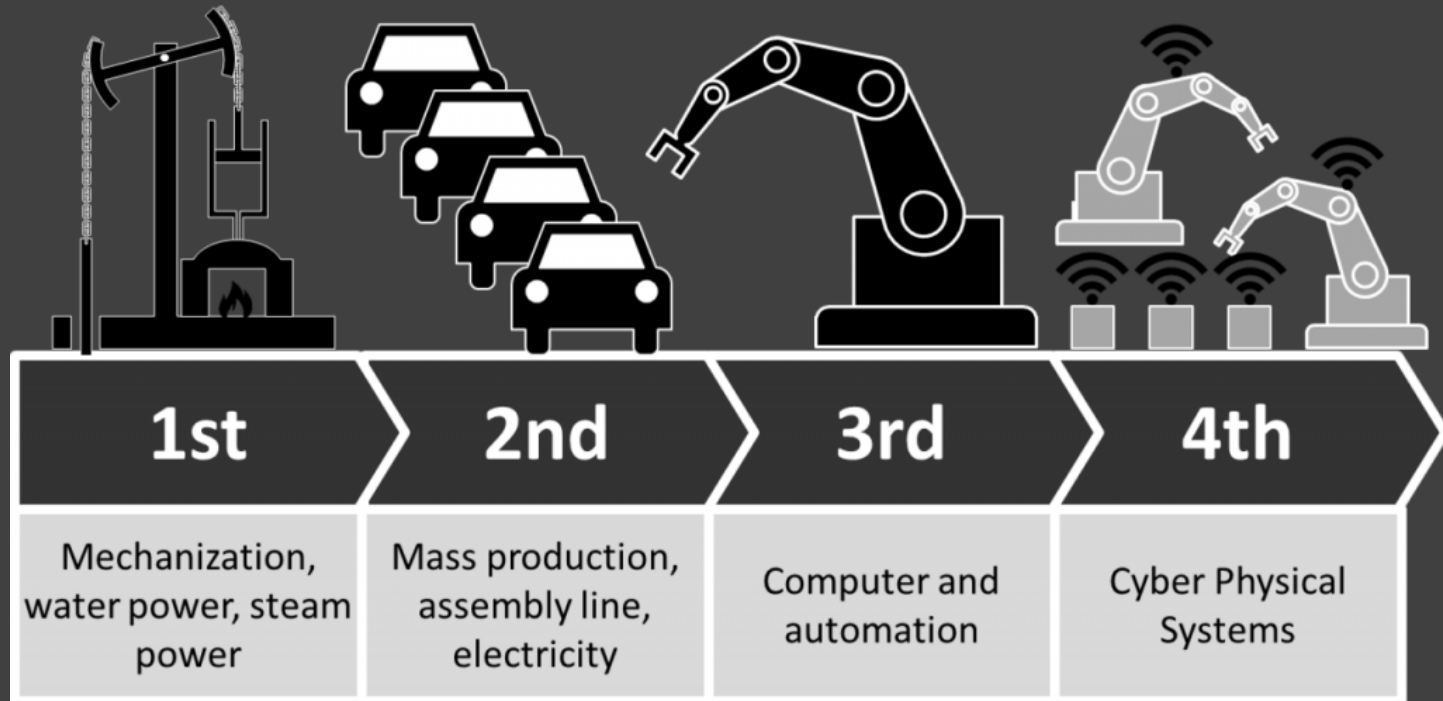 1st
2nd
3rd
4th
Mechanization,
water power, steam
power
Mass production,
assembly line,
electricity
Computer and
automation
Cyber Physical
Systems